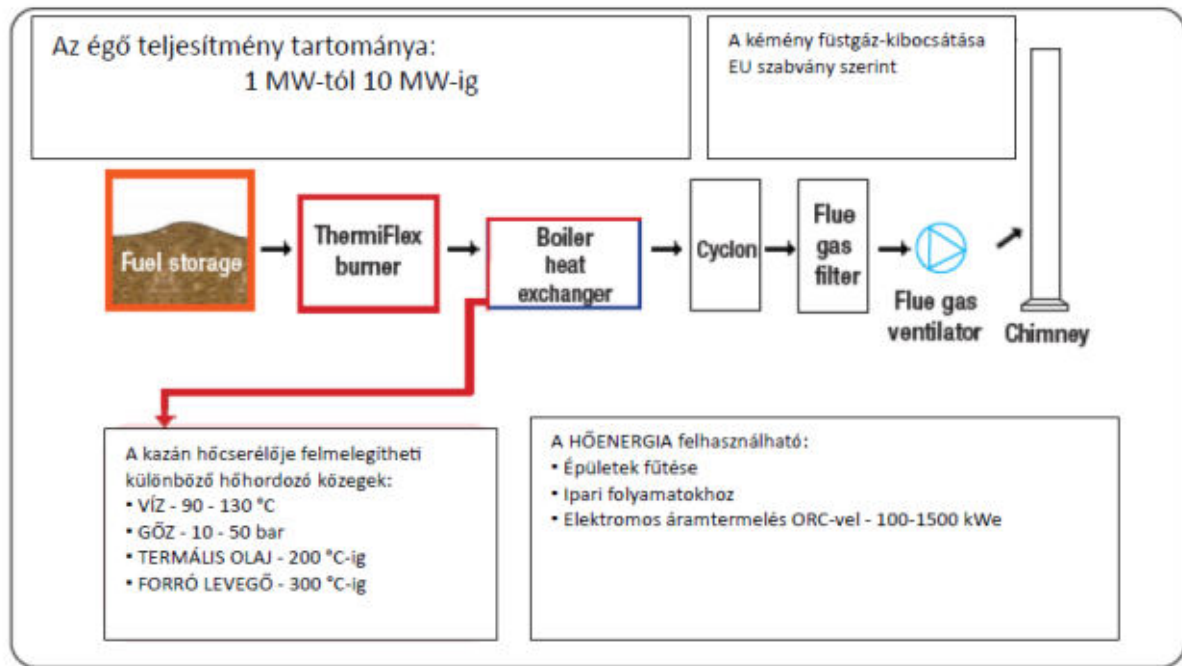 Az égő teljesítmény tartománya:
1 MW-tól 10 MW-ig
A kémény füstgáz-kibocsátása
EU szabvány szerint
Fuel storage
ThermiFlex
burner
Boiler
heat
exchanger
Cyclon
Flue
gas
filter
Flue gas
ventilator
Chimney
A kazán hőcserélője felmelegítheti
különböző hőhordozó közegek:
• VÍZ - 90 - 130 °C
• GŐZ - 10 - 50 bar
• TERMÁLIS OLAJ - 200 °C-ig
• FORRÓ LEVEGŐ - 300 °C-ig
A HŐENERGIA felhasználható:
• Épületek fűtése
• Ipari folyamatokhoz
• Elektromos áramtermelés ORC-vel - 100-1500 kWe